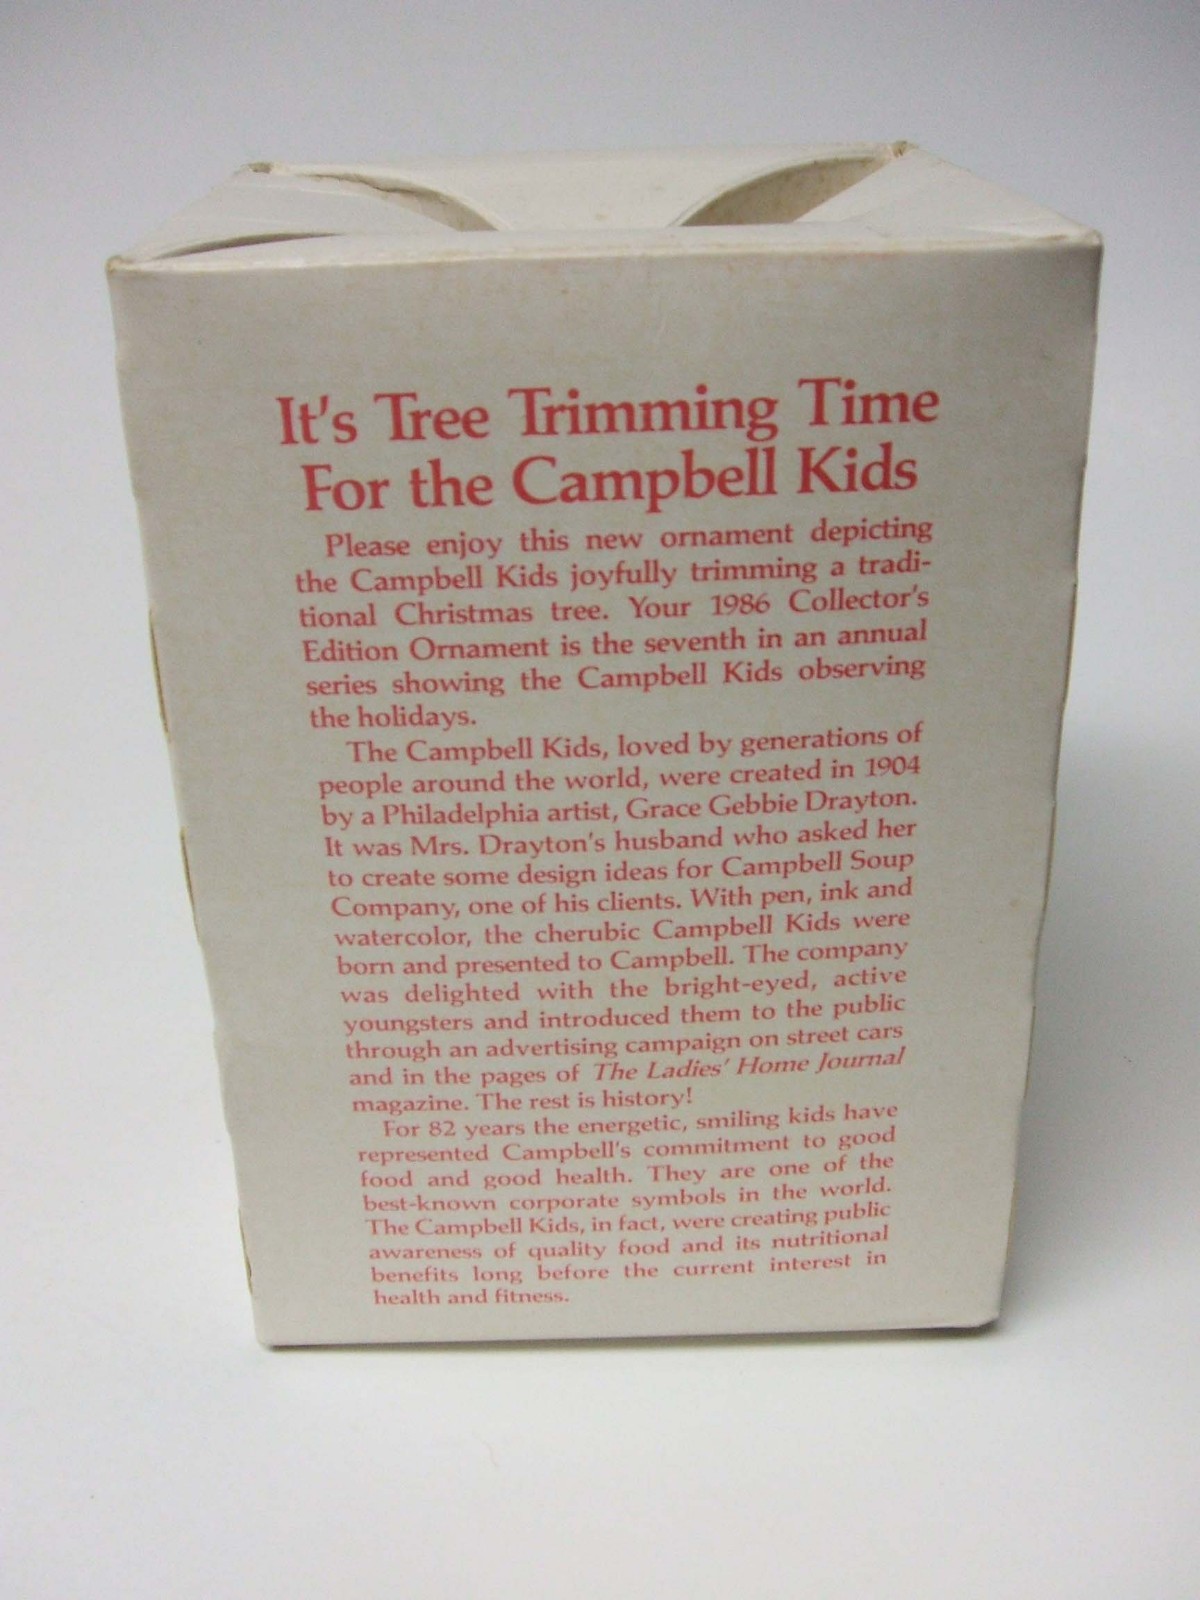 It's Tree Trimming Time
For the Campbell Kids
Please enjoy this new ornament depicting
the Campbell Kids joyfully trimming a tradi-
tional Christmas tree. Your 1986 Collector's
Edition Ornament is the seventh in an annual
series showing the Campbell Kids observing
the holidays.
The Campbell Kids, loved by generations of
people around the world, were created in 1904
by a Philadelphia artist, Grace Gebbie Drayton.
It was Mrs. Drayton's husband who asked her
to create some design ideas for Campbell Soup
Company, one of his clients. With pen, ink and
watercolor, the cherubic Campbell Kids were
born and presented to Campbell. The company
was delighted with the bright-eyed, active
youngsters and introduced them to the public
through an advertising campaign on street cars
and in the pages of The Ladies' Home Journal
magazine. The rest is history!
For 82 years the energetic, smiling kids have
represented Campbell's commitment to good
food and good health. They are one of the
best-known corporate symbols in the world.
The Campbell Kids, in fact, were creating public
awareness of quality food and its nutritional
benefits long before the current interest in
health and fitness.